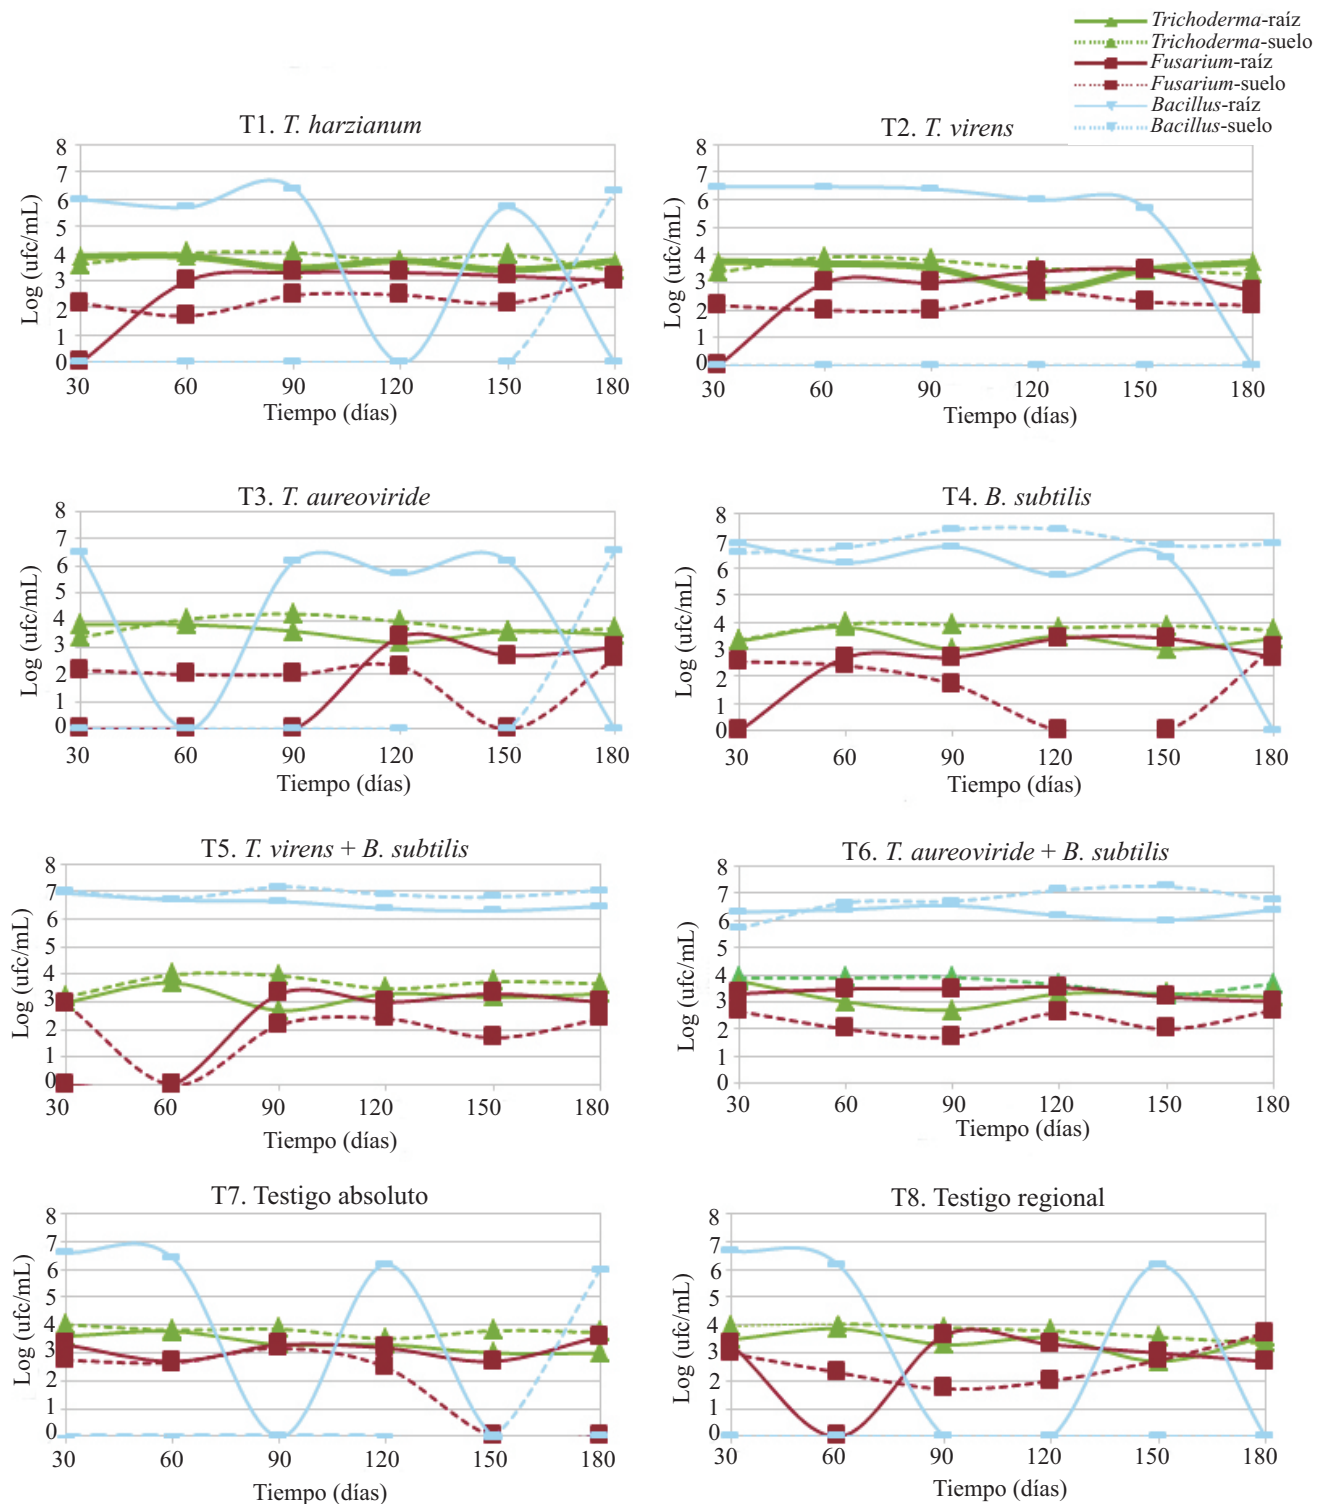 Trichoderma-raíz
Trichoderma-suelo
Fusarium-raíz
Fusarium-suelo
Bacillus-raíz
Bacillus-suelo
T1. T. harzianum
8
7
6
5
4
3
2
1
0
Log (ufc/mL)
30 60 90 120 150 180
Tiempo (días)
T2. T. virens
8
7
6
5
4
3
2
1
0
Log (ufc/mL)
30 60 90 120 150 180
Tiempo (días)
T3. T. aureoviride
8
7
6
5
4
3
2
1
0
Log (ufc/mL)
30 60 90 120 150 180
Tiempo (días)
T4. B. subtilis
8
7
6
5
4
3
2
1
0
Log (ufc/mL)
30 60 90 120 150 180
Tiempo (días)
T5. T. virens + B. subtilis
8
7
6
5
4
3
2
1
0
Log (ufc/mL)
30 60 90 120 150 180
Tiempo (días)
T6. T. aureoviride + B. subtilis
8
7
6
5
4
3
2
1
0
Log (ufc/mL)
30 60 90 120 150 180
Tiempo (días)
T7. Testigo absoluto
8
7
6
5
4
3
2
1
0
Log (ufc/mL)
30 60 90 120 150 180
Tiempo (días)
T8. Testigo regional
8
7
6
5
4
3
2
1
0
Log (ufc/mL)
30 60 90 120 150 180
Tiempo (días)